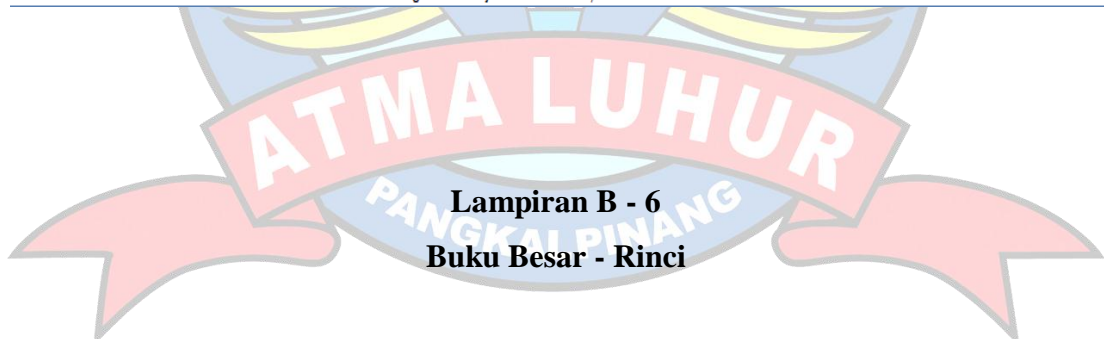 ATMA LUHUR
PANGKALPINANG
Lampiran B - 6
Buku Besar - Rinci